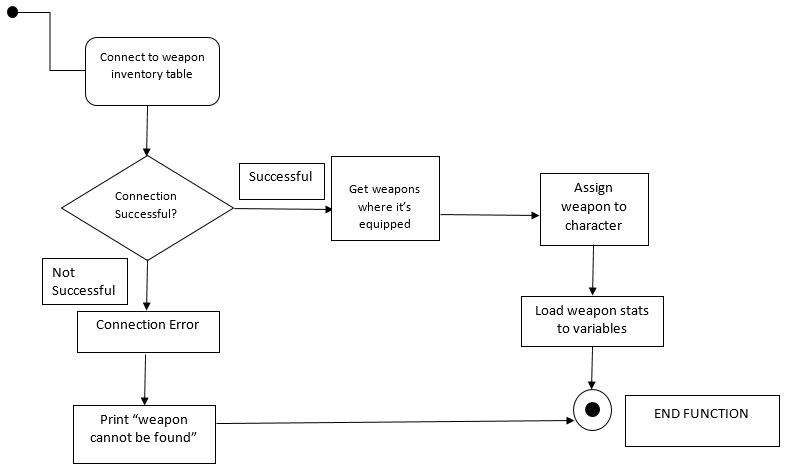 Connect to weapon
inventory table
Connection
Successful?
Successful
Get weapons
where it's
equipped
Assign
weapon to
character
Load weapon stats
to variables
Not
Successful
Connection Error
Print “weapon
cannot be found”
END FUNCTION